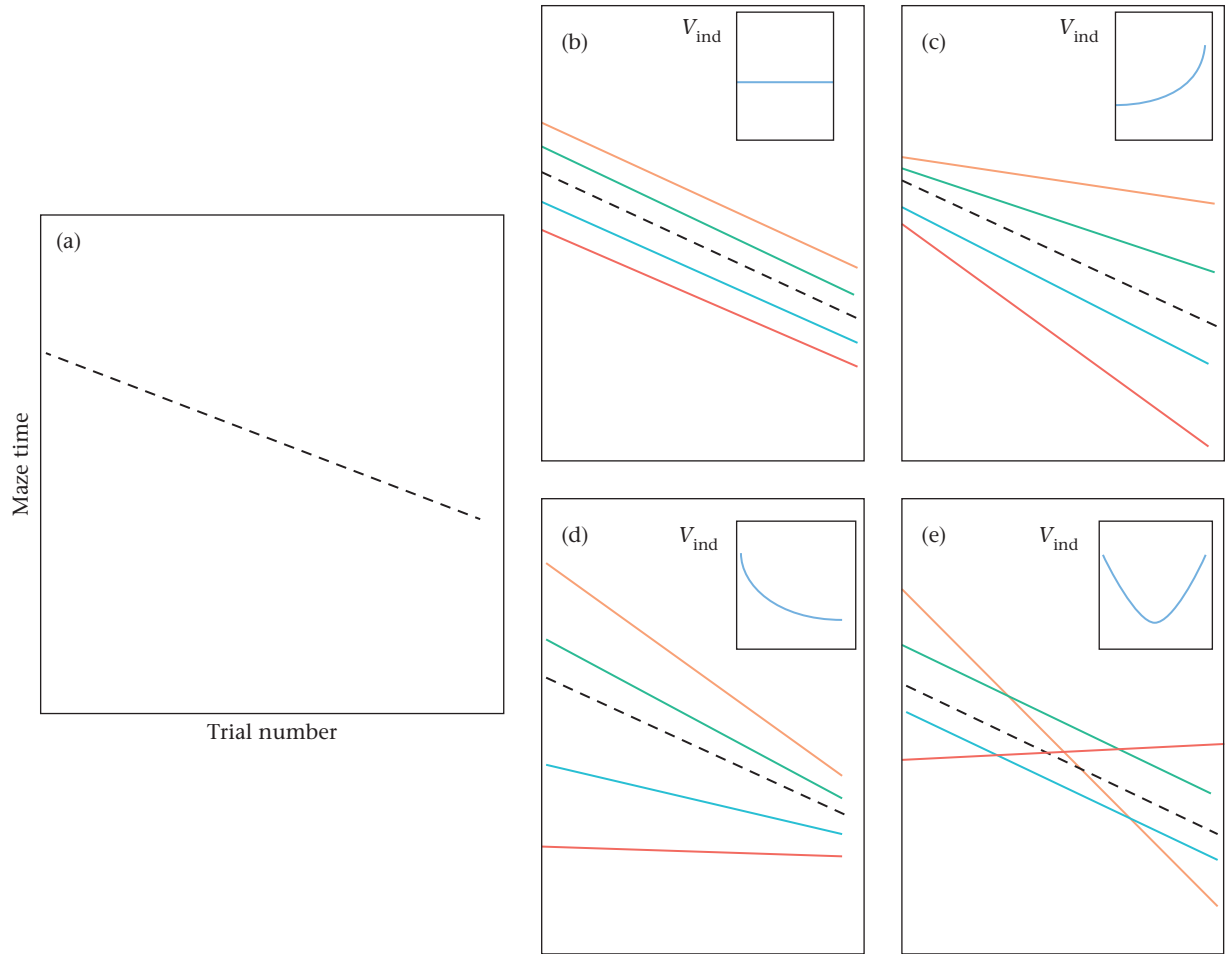 (a)
Maze time
Trial number
(b)
V_ind
(c)
V_ind
(d)
V_ind
(e)
V_ind